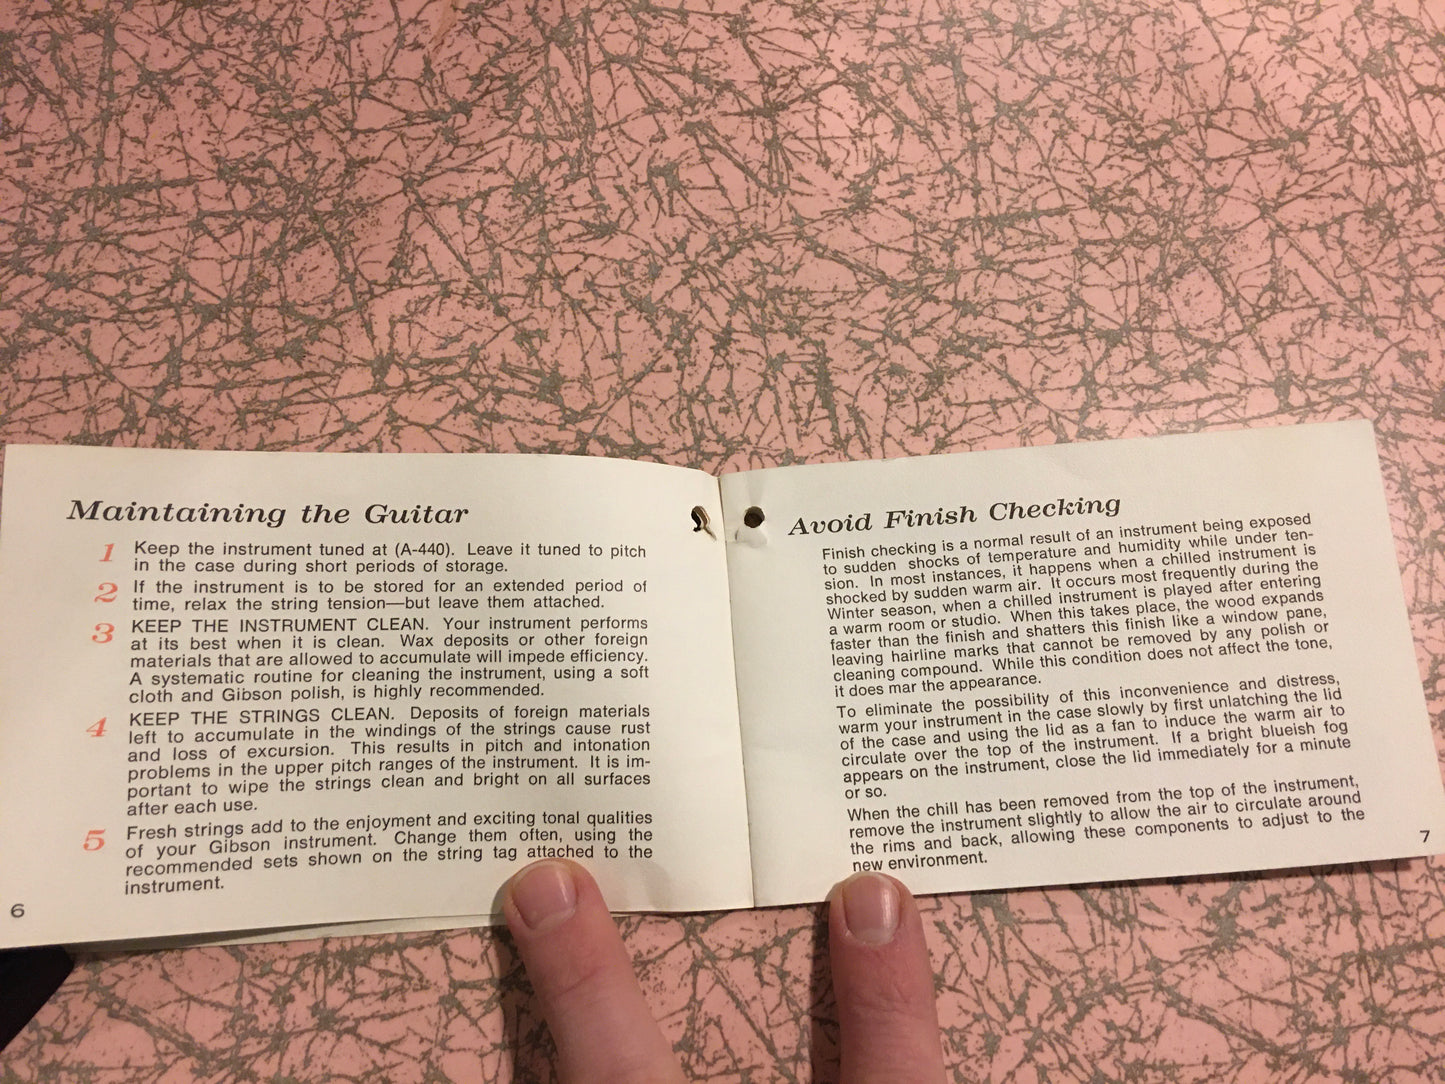 Maintaining the Guitar
1 Keep the instrument tuned at (A-440). Leave it tuned to pitch
in the case during short periods of storage.
2 If the instrument is to be stored for an extended period of
time, relax the string tension—but leave them attached.
3 KEEP THE INSTRUMENT CLEAN. Your instrument performs
at its best when it is clean. Wax deposits or other foreign
materials that are allowed to accumulate will impede efficiency.
A systematic routine for cleaning the instrument, using a soft
cloth and Gibson polish, is highly recommended.
4 KEEP THE STRINGS CLEAN. Deposits of foreign materials
left to accumulate in the windings of the strings cause rust
and loss of excursion. This results in pitch and intonation
problems in the upper pitch ranges of the instrument. It is im-
portant to wipe the strings clean and bright on all surfaces
after each use.
5 Fresh strings add to the enjoyment and exciting tonal qualities
of your Gibson instrument. Change them often, using the
recommended sets shown on the string tag attached to the
instrument.
6
Avoid Finish Checking
Finish checking is a normal result of an instrument being exposed
to sudden shocks of temperature and humidity while under ten-
sion. In most instances, it happens when a chilled instrument is
shocked by sudden warm air. It occurs most frequently during the
Winter season, when a chilled instrument is played after entering
a warm room or studio. When this takes place, the wood expands
faster than the finish and shatters this finish like a window pane,
leaving hairline marks that cannot be removed by any polish or
cleaning compound. While this condition does not affect the tone,
it does mar the appearance.
To eliminate the possibility of this inconvenience and distress,
warm your instrument in the case slowly by first unlatching the lid
of the case and using the lid as a fan to induce the warm air to
circulate over the top of the instrument. If a bright blueish fog
appears on the instrument, close the lid immediately for a minute
or so.
When the chill has been removed from the top of the instrument,
remove the instrument slightly to allow the air to circulate around
the rims and back, allowing these components to adjust to the
new environment.
7